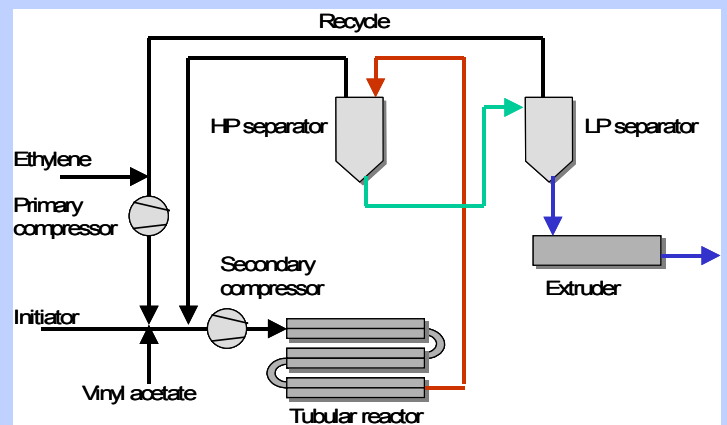 Recycle
HP separator
LP separator
Ethylene
Primary
compressor
Secondary
compressor
Extruder
Initiator
Vinyl acetate
Tubular reactor